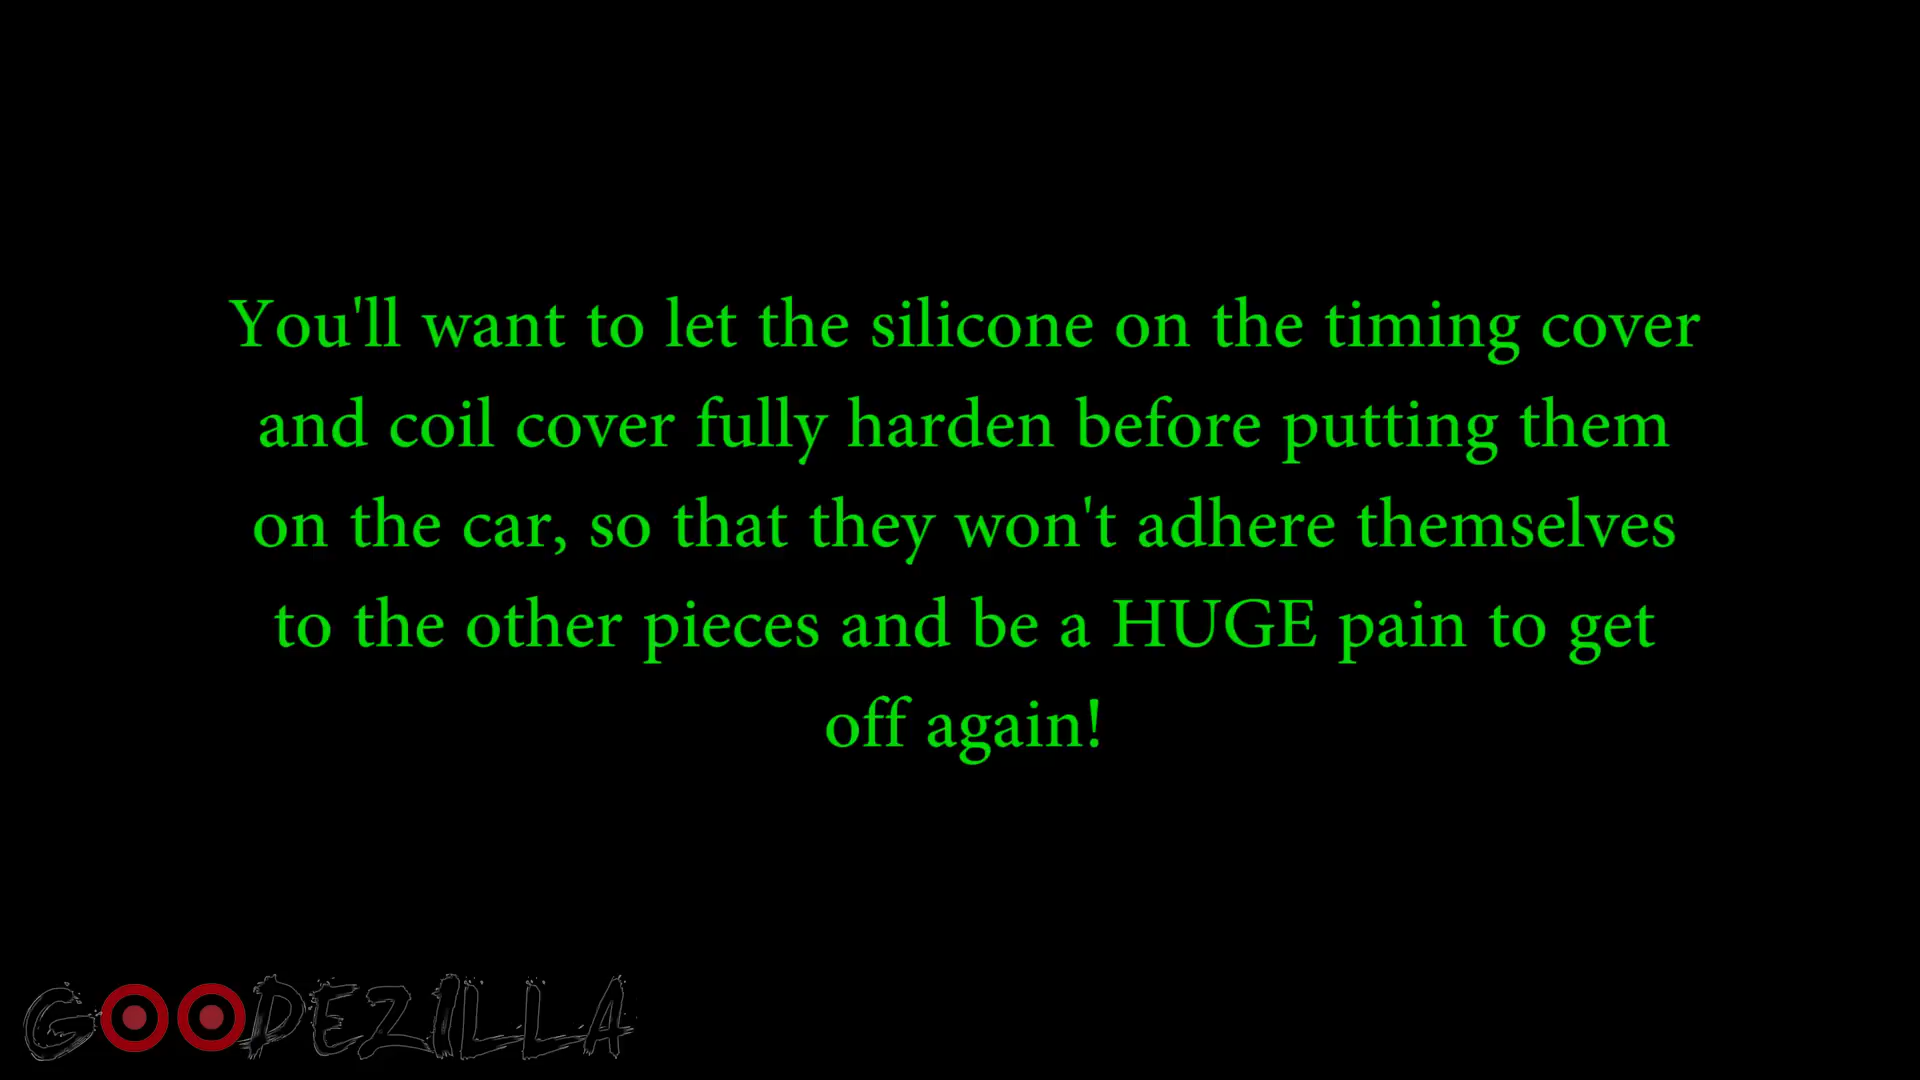 You'll want to let the silicone on the timing cover
and coil cover fully harden before putting them
on the car, so that they won't adhere themselves
to the other pieces and be a HUGE pain to get
off again!
GOODEZILLA